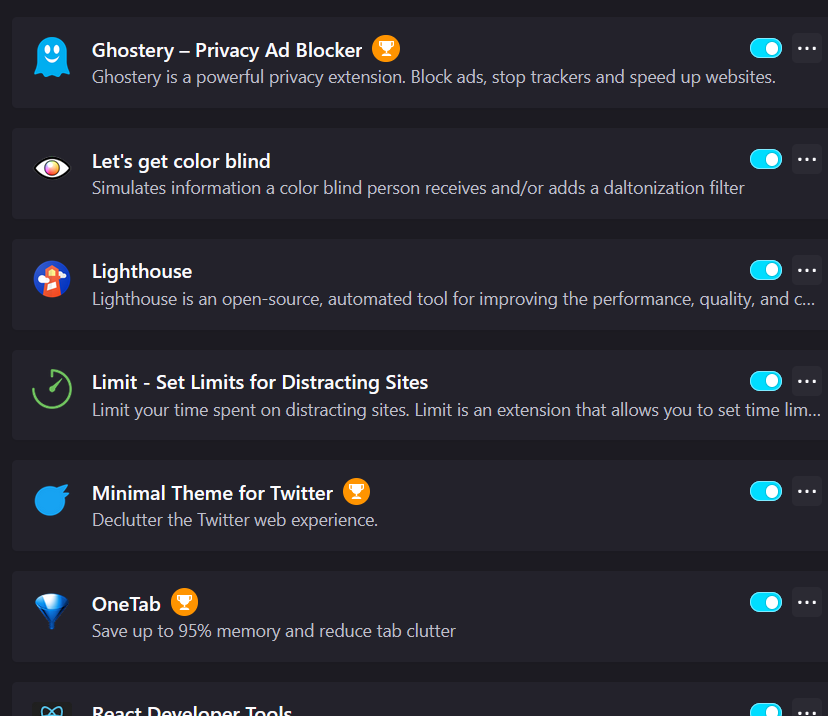 Ghostery – Privacy Ad Blocker
Ghostery is a powerful privacy extension. Block ads, stop trackers and speed up websites.
Let's get color blind
Simulates information a color blind person receives and/or adds a daltonization filter
Lighthouse
Lighthouse is an open-source, automated tool for improving the performance, quality, and c...
Limit - Set Limits for Distracting Sites
Limit your time spent on distracting sites. Limit is an extension that allows you to set time lim...
Minimal Theme for Twitter
Declutter the Twitter web experience.
OneTab
Save up to 95% memory and reduce tab clutter
React Developer Tools